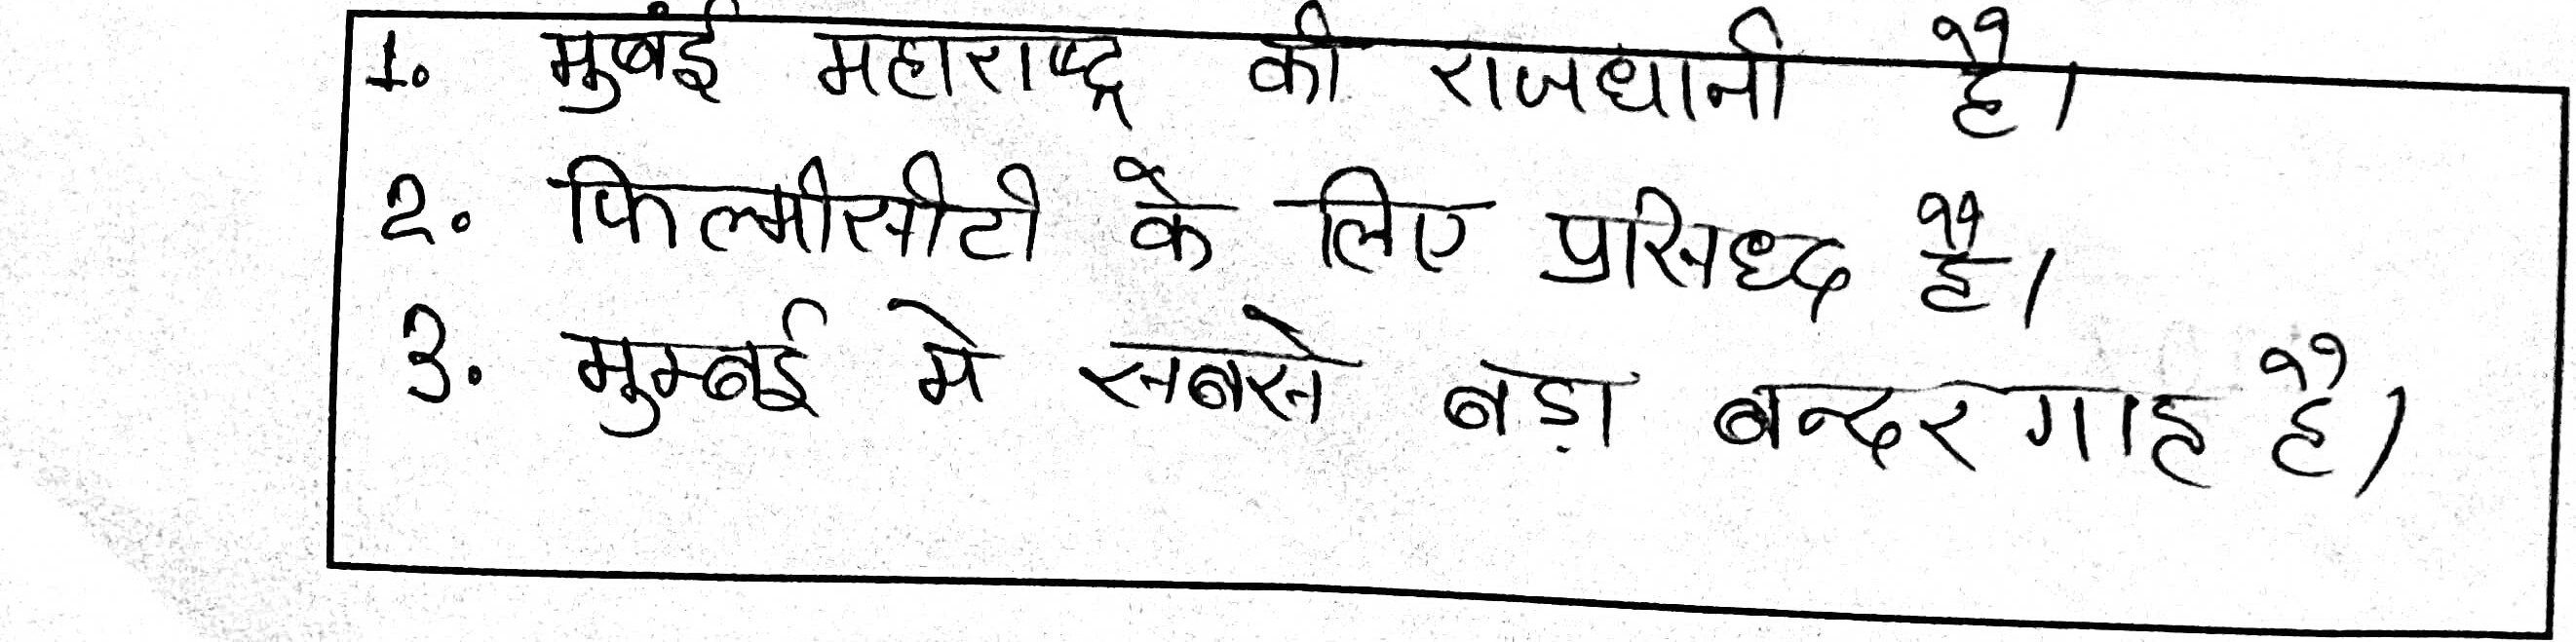 1. मुबंई महाराष्ट्र की राजधानी है।
2. फिल्मीसीटी के लिए प्रसिध्द है।
3. मुम्बई मे सबसे बड़ा बन्दरगाह है।